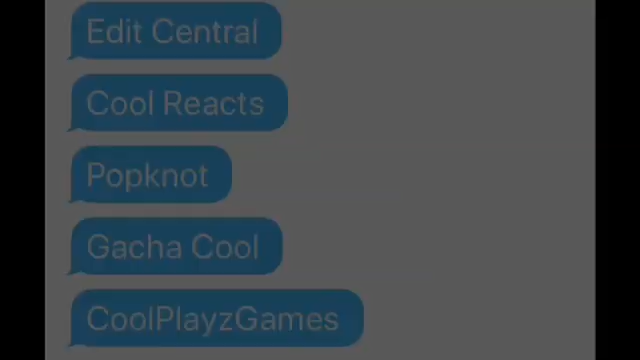 Edit Central
Cool Reacts
Popknot
Gacha Cool
CoolPlayzGames